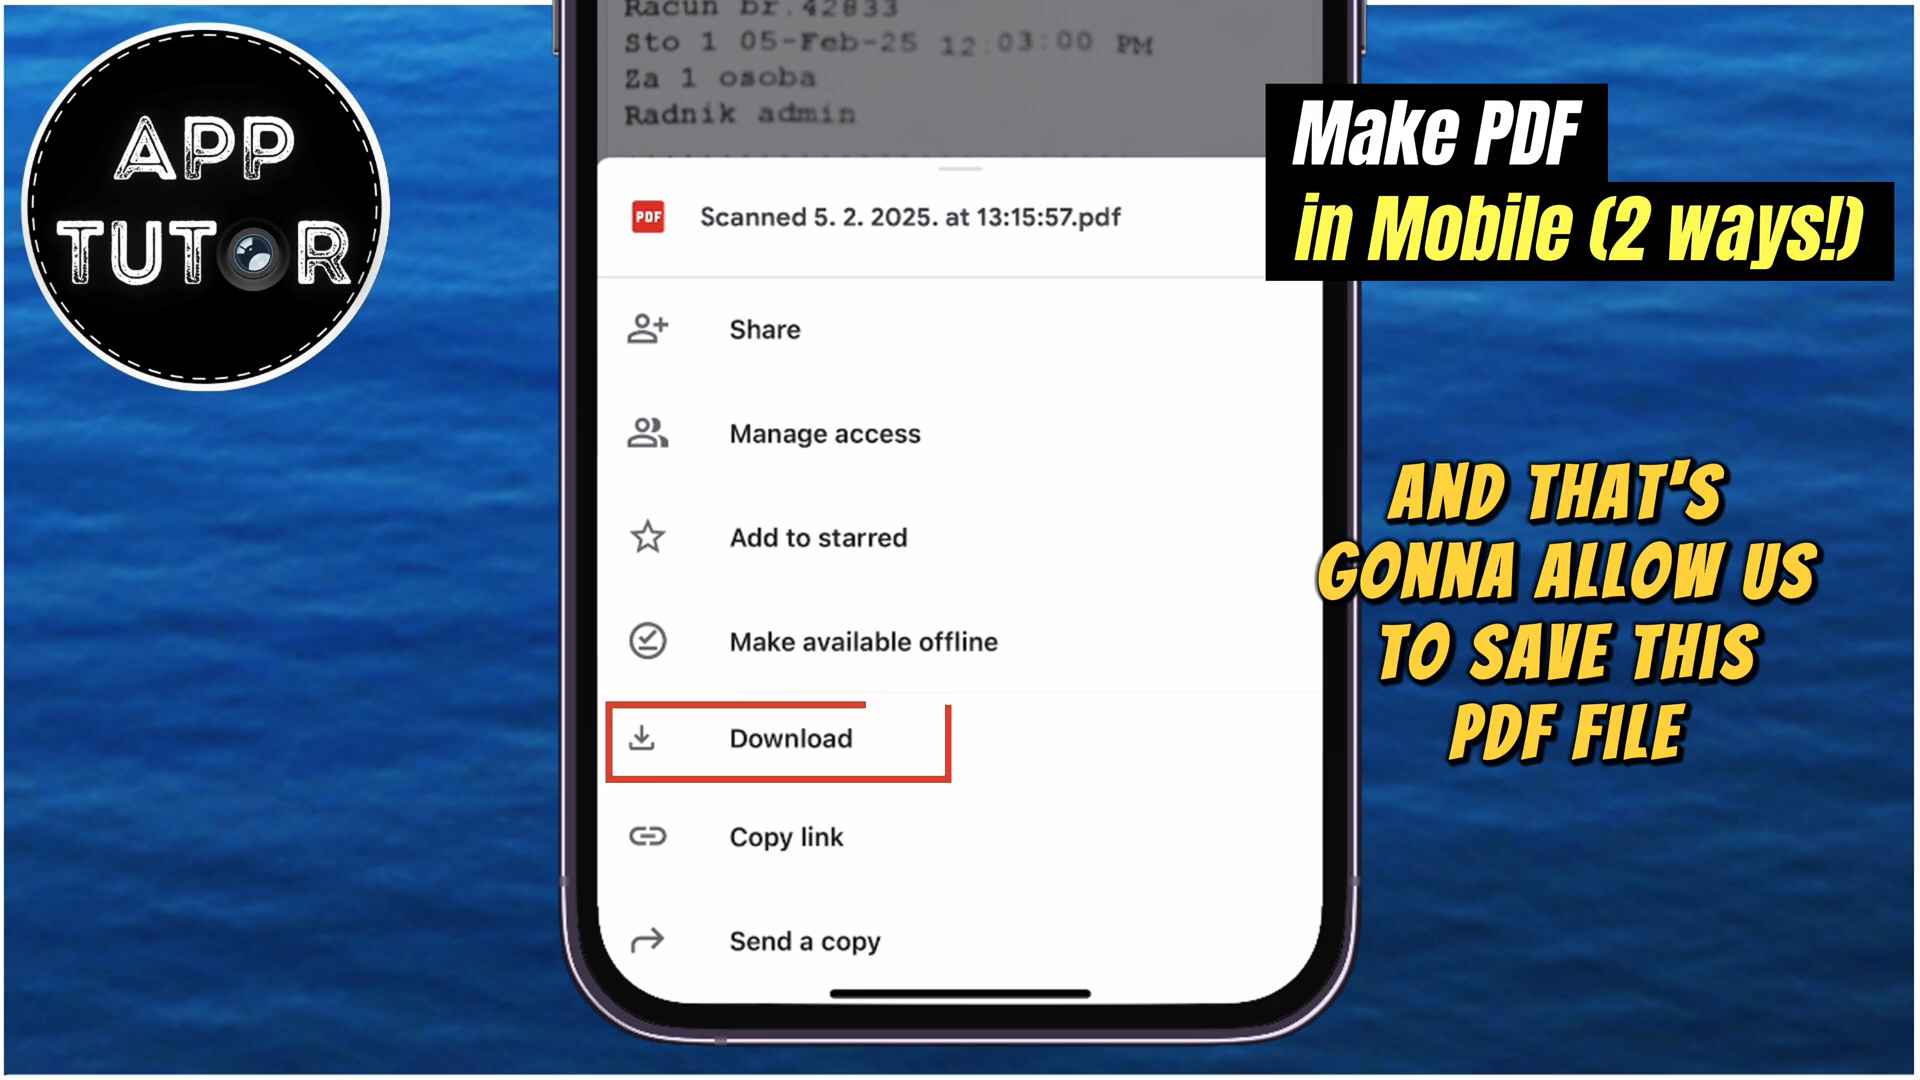 APP
TUTOR
Racun br.42833
Sto 1 05-Feb-25 12:03:00 PM
Za 1 osoba
Radnik admin
PDF Scanned 5. 2. 2025. at 13:15:57.pdf
Share
Manage access
Add to starred
Make available offline
Download
Copy link
Send a copy
Make PDF
in Mobile (2 ways!)
AND THAT'S
GONNA ALLOW US
TO SAVE THIS
PDF FILE